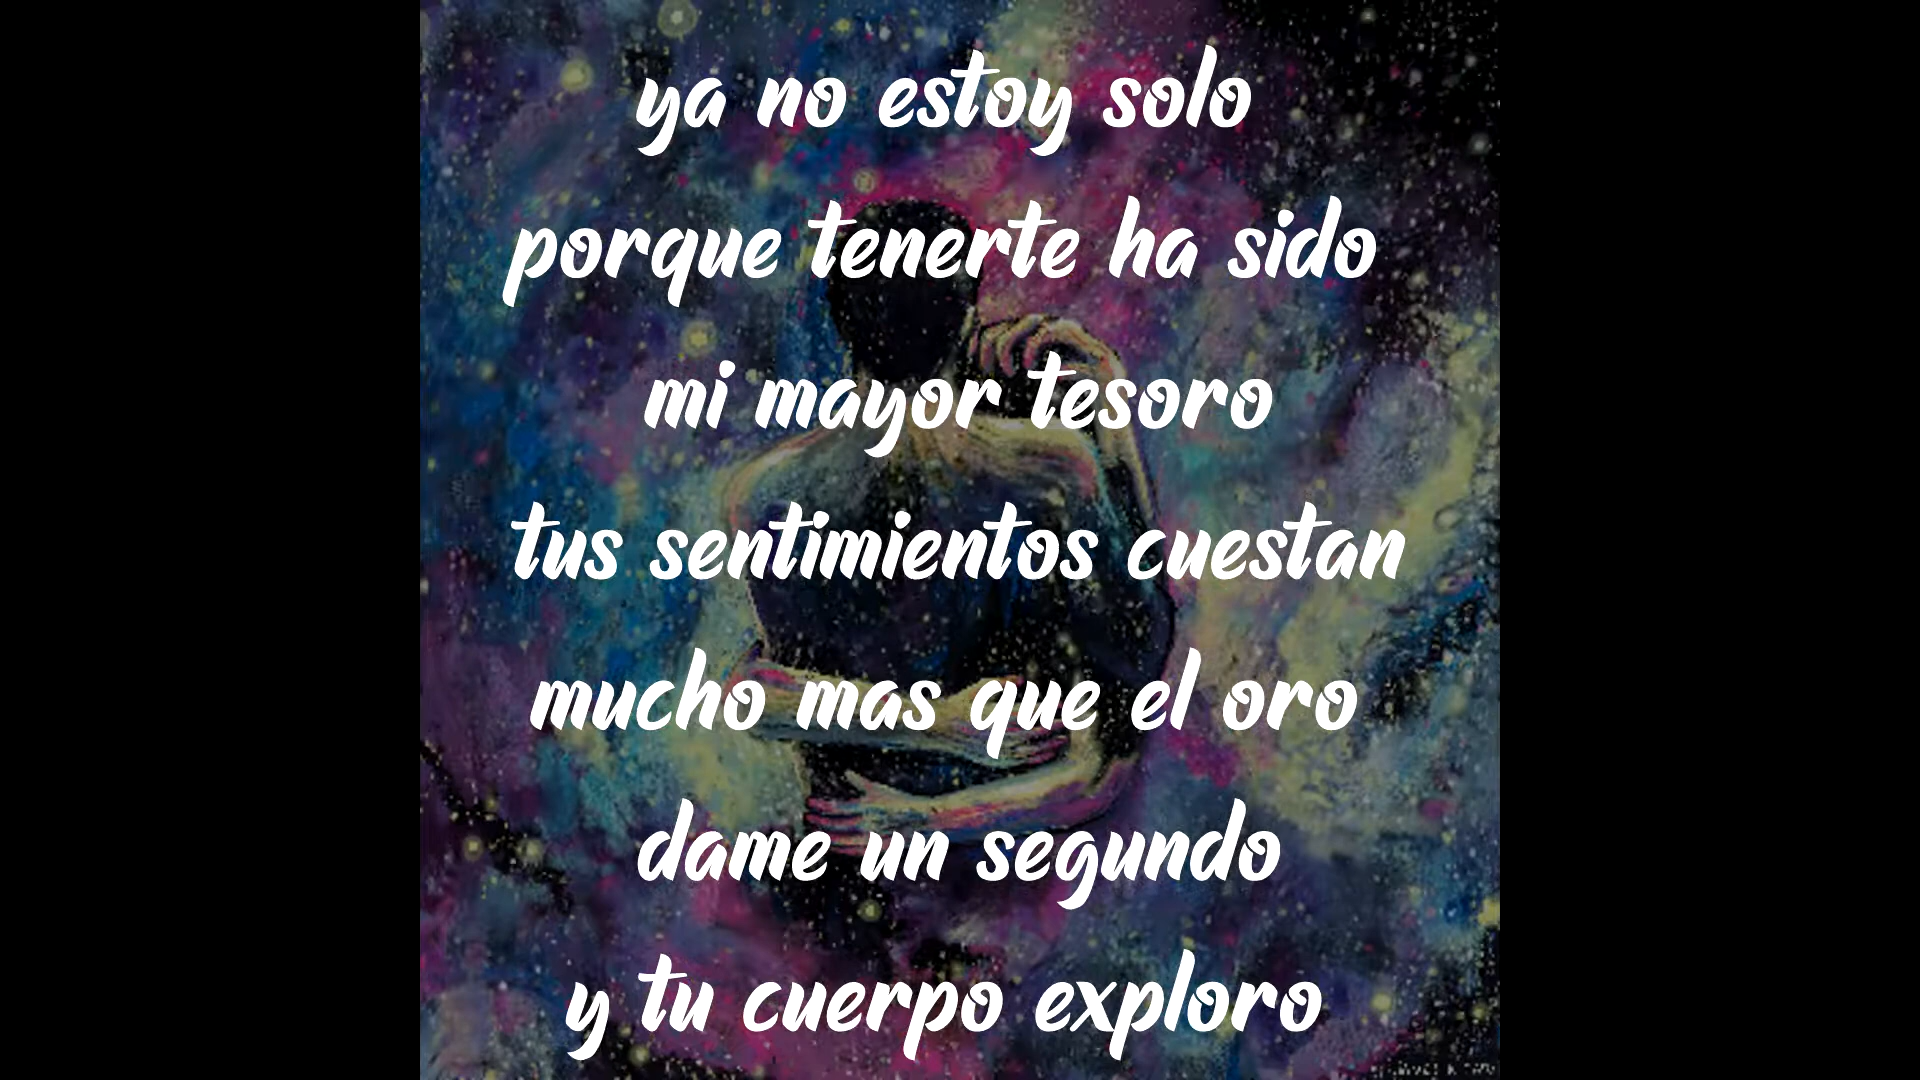 ya no estoy solo
porque tenerte ha sido
mi mayor tesoro
tus sentimientos cuestan
mucho mas que el oro
dame un segundo
y tu cuerpo exploro